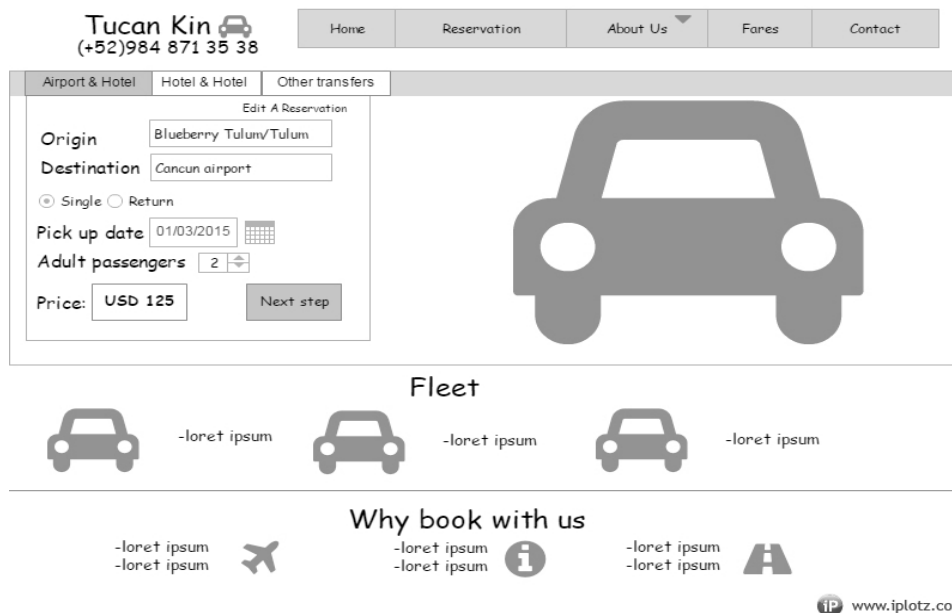 Tucan Kin
(+52)984 871 35 38
Home Reservation About Us Fares Contact
Airport & Hotel Hotel & Hotel Other transfers
Edit A Reservation
Origin Blueberry Tulum/Tulum
Destination Cancun airport
Single Return
Pick up date 01/03/2015
Adult passengers 2
Price: USD 125 Next step
Fleet
-loret ipsum -loret ipsum -loret ipsum
Why book with us
-loret ipsum -loret ipsum -loret ipsum
-loret ipsum -loret ipsum -loret ipsum
iP www.iplotz.co